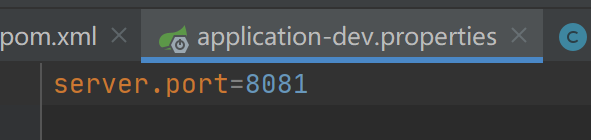 pom.xml application-dev.properties C
server.port=8081